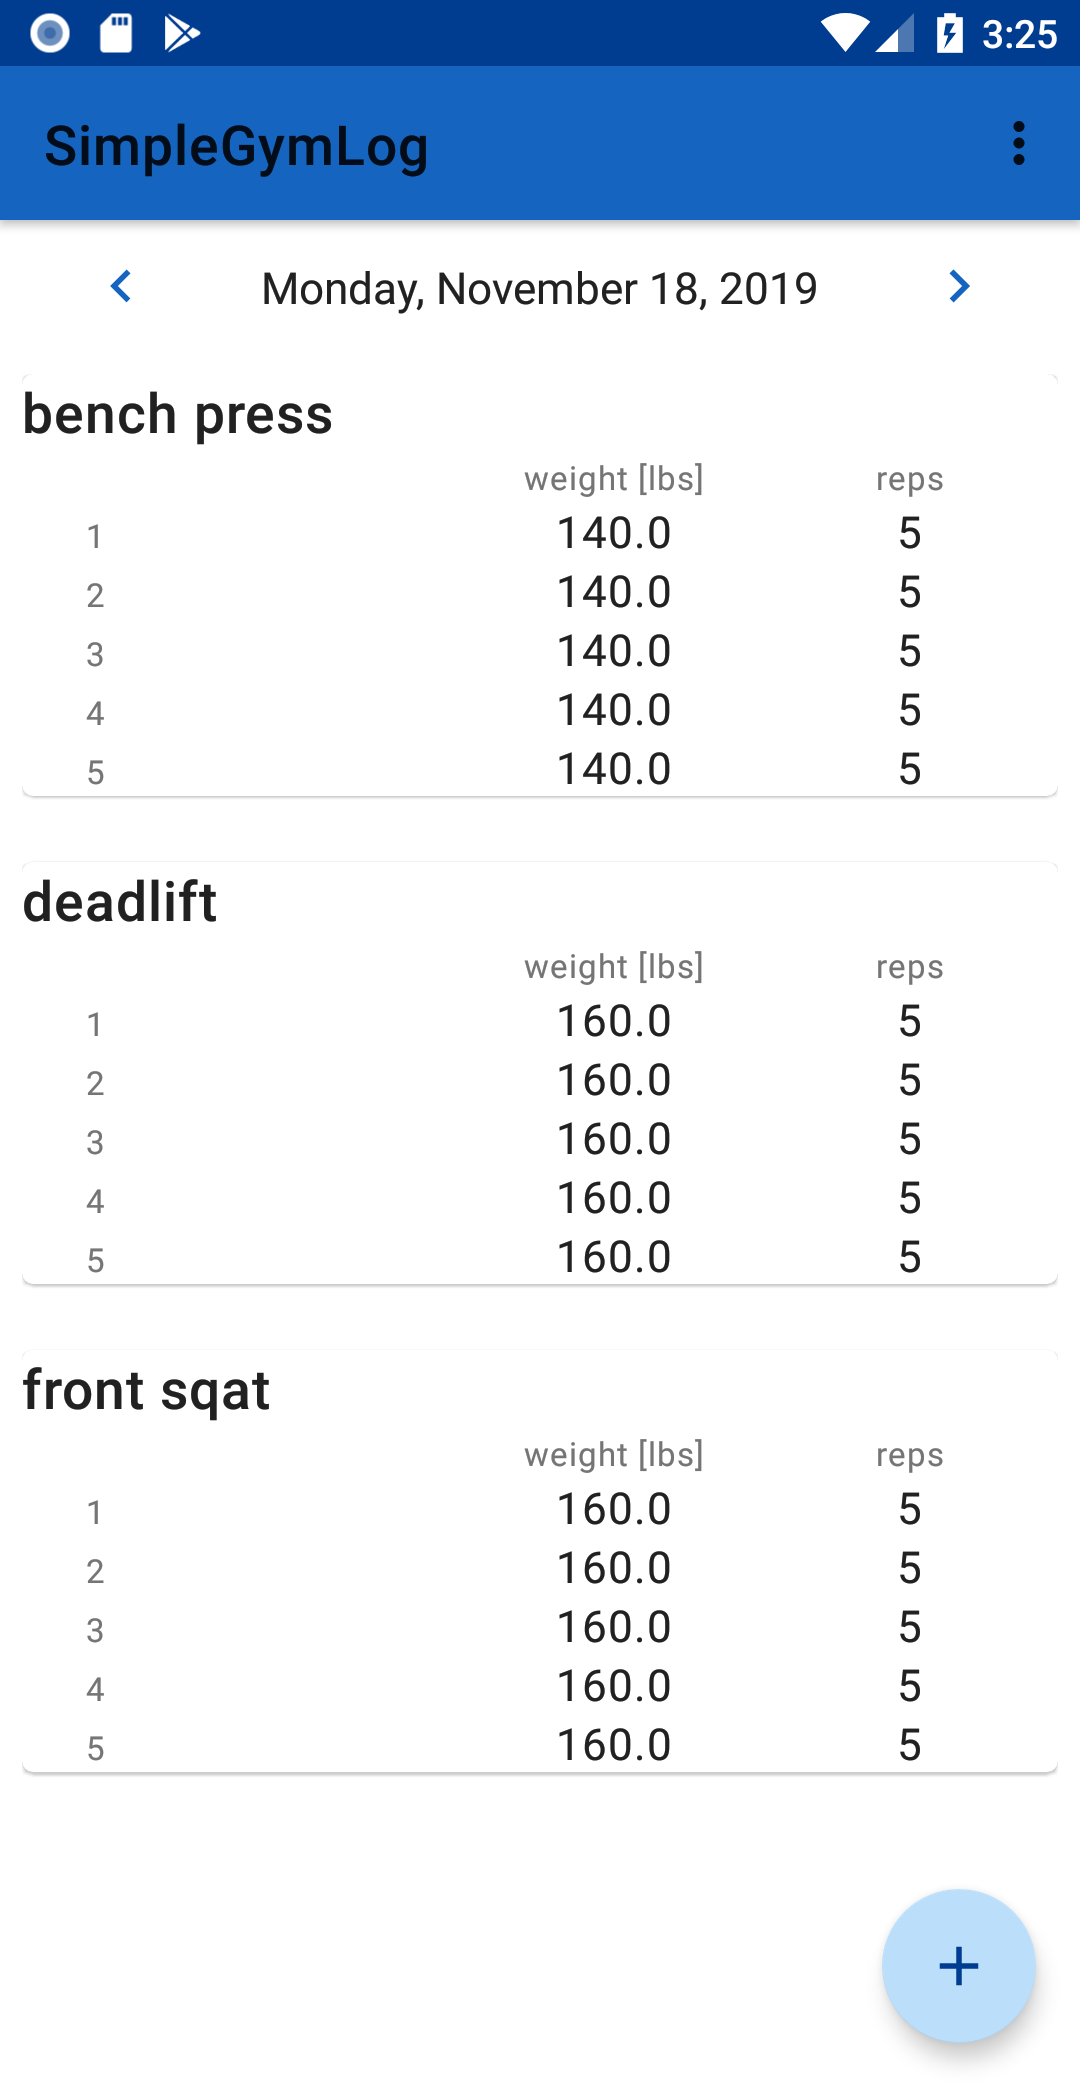 3:25
SimpleGymLog
Monday, November 18, 2019
bench press
weight [lbs] reps
1 140.0 5
2 140.0 5
3 140.0 5
4 140.0 5
5 140.0 5
deadlift
weight [lbs] reps
1 160.0 5
2 160.0 5
3 160.0 5
4 160.0 5
5 160.0 5
front sqat
weight [lbs] reps
1 160.0 5
2 160.0 5
3 160.0 5
4 160.0 5
5 160.0 5